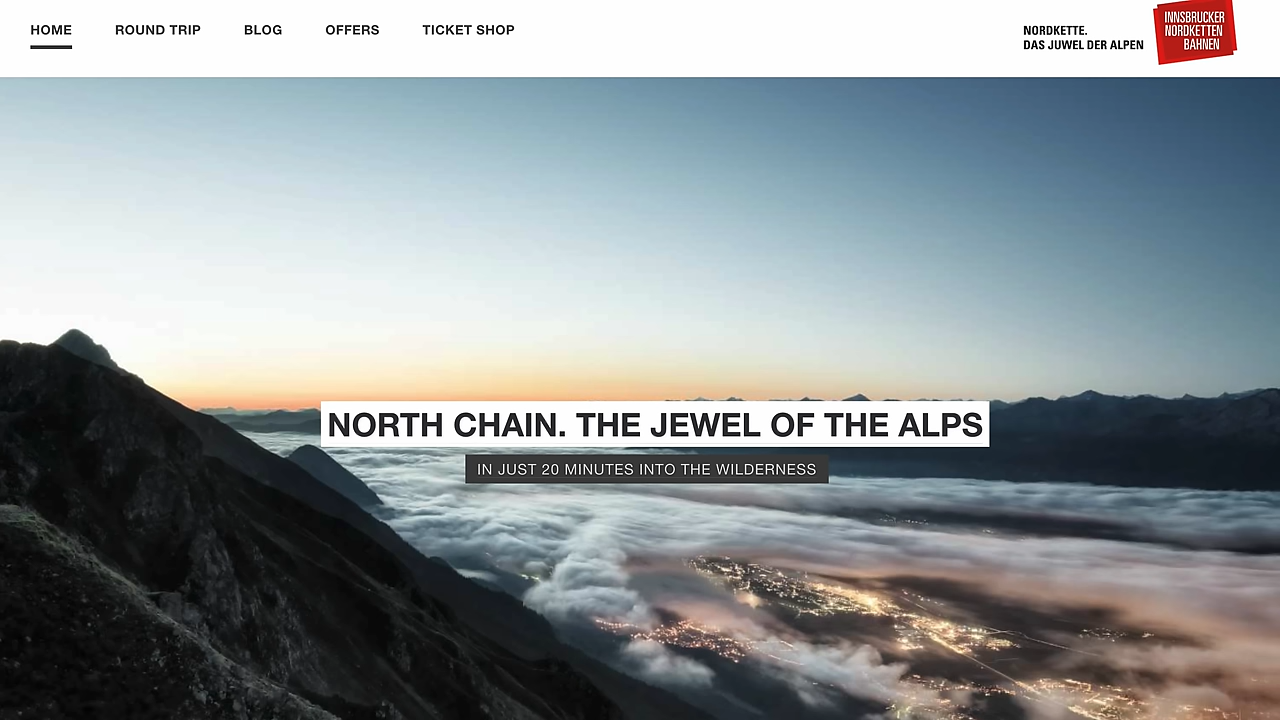 HOME
ROUND TRIP
BLOG
OFFERS
TICKET SHOP
NORDKETTE.
DAS JUWEL DER ALPEN
INNSBRUCKER
NORDKETTEN
BAHNEN
NORTH CHAIN. THE JEWEL OF THE ALPS
IN JUST 20 MINUTES INTO THE WILDERNESS